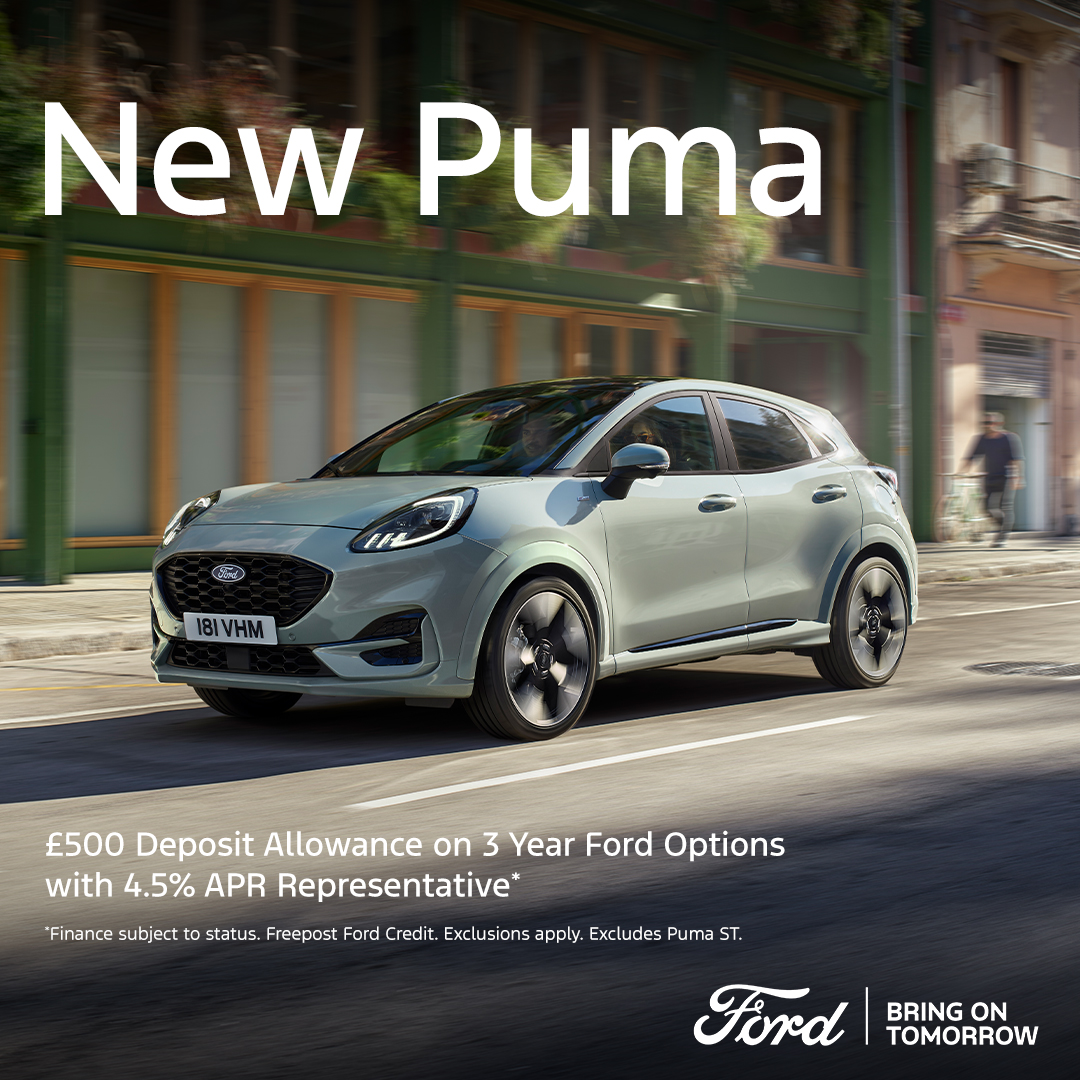 New Puma
Ford
181 VHM
£500 Deposit Allowance on 3 Year Ford Options
with 4.5% APR Representative*
*Finance subject to status. Freepost Ford Credit. Exclusions apply. Excludes Puma ST.
Ford
BRING ON
TOMORROW